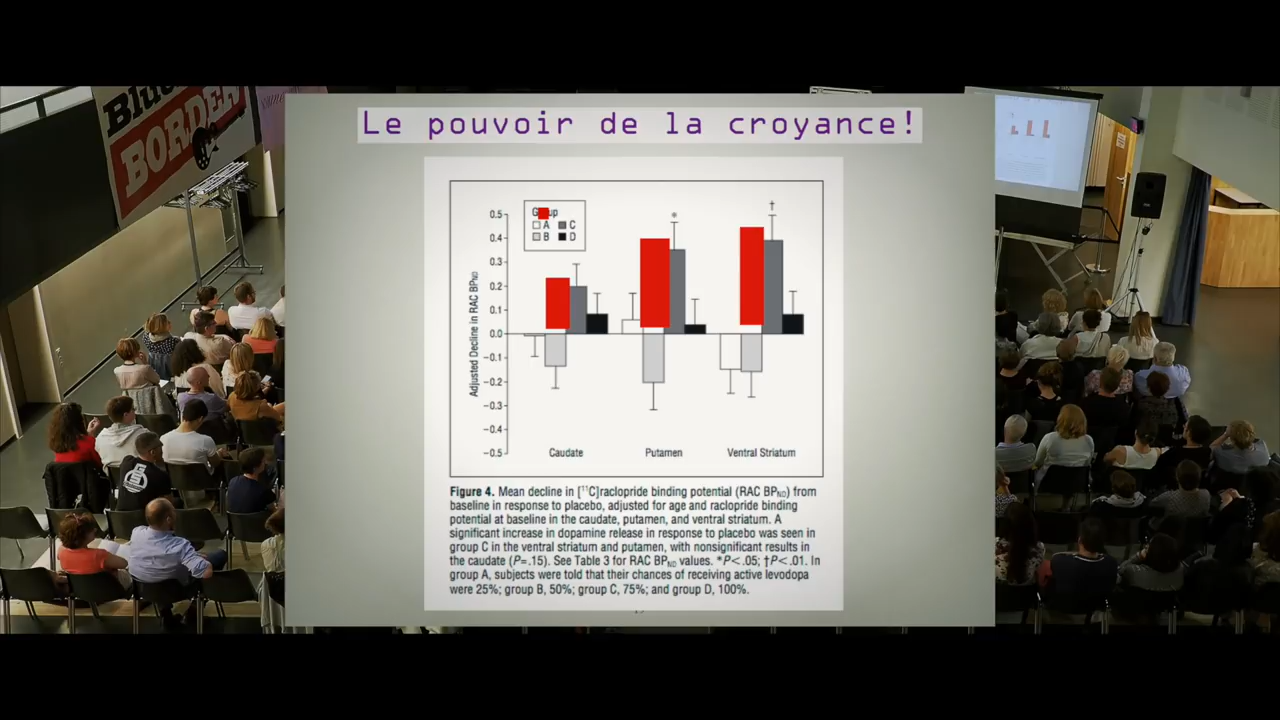 BORDER
Le pouvoir de la croyance!
A C
B D
0.5
0.4
0.3
0.2
0.1
0.0
−0.1
−0.2
−0.3
−0.4
−0.5
Adjusted Decline in RAC BPND
*
†
Caudate Putamen Ventral Striatum
Figure 4. Mean decline in [11C]raclopride binding potential (RAC BPND) from
baseline in response to placebo, adjusted for age and raclopride binding
potential at baseline in the caudate, putamen, and ventral striatum. A
significant increase in dopamine release in response to placebo was seen in
group C in the ventral striatum and putamen, with nonsignificant results in
the caudate (P=.15). See Table 3 for RAC BPND values. *P<.05; †P<.01. In
group A, subjects were told that their chances of receiving active levodopa
were 25%; group B, 50%; group C, 75%; and group D, 100%.